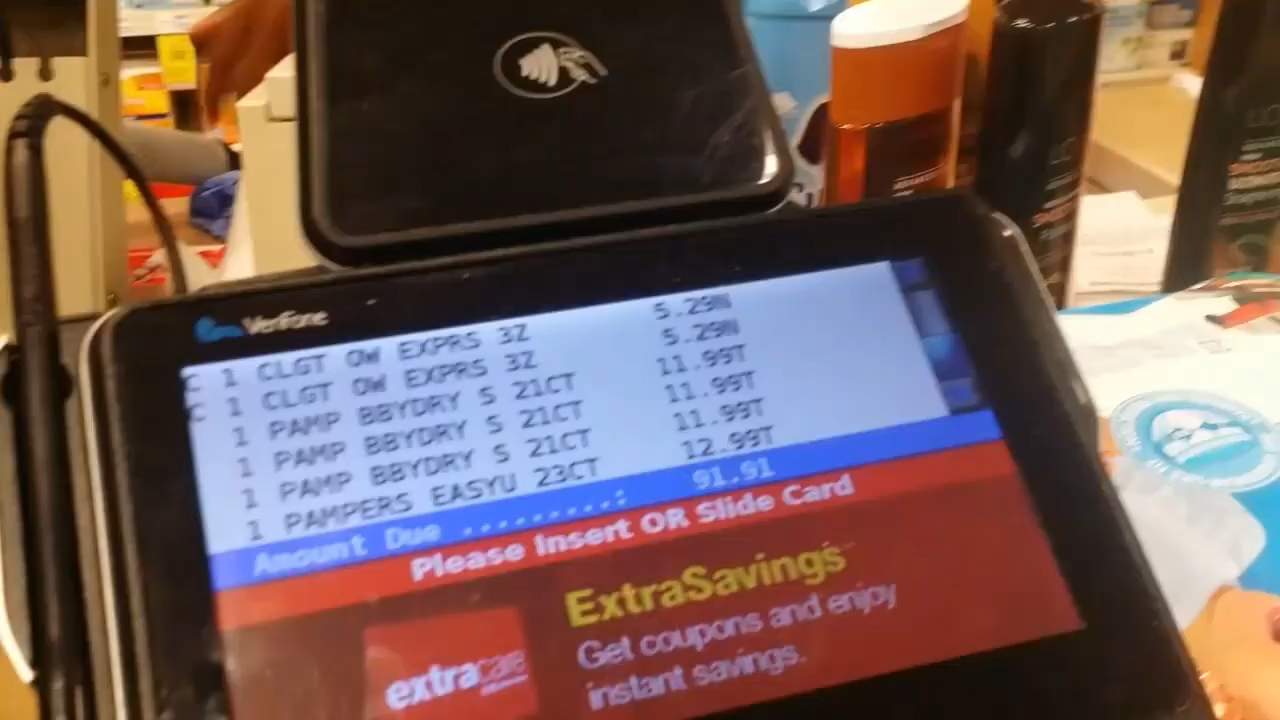 VeriFone
C 1 CLGT OW EXPRS 3Z 5.29N
C 1 CLGT OW EXPRS 3Z 5.29N
1 PAMP BBYDRY S 21CT 11.99T
1 PAMP BBYDRY S 21CT 11.99T
1 PAMP BBYDRY S 21CT 11.99T
1 PAMPERS EASYU 23CT 12.99T
Amount Due .........: 91.91
Please Insert OR Slide Card
ExtraSavings
Get coupons and enjoy
instant savings.
extracare